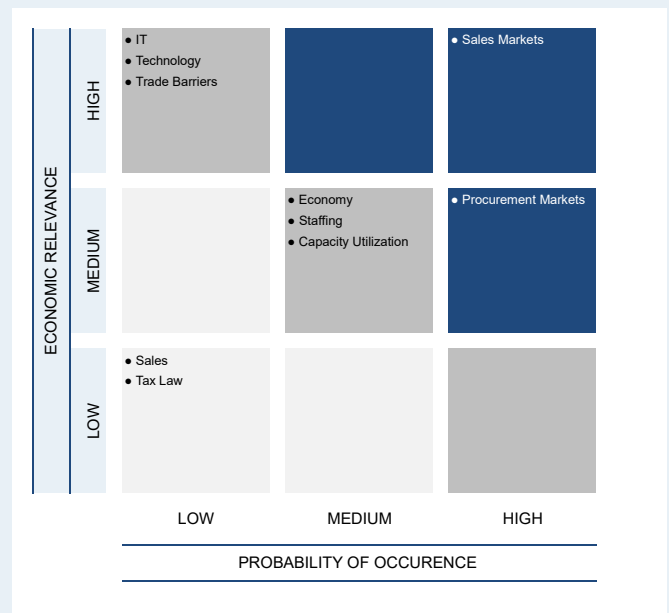 ECONOMIC RELEVANCE
HIGH
● IT
● Technology
● Trade Barriers
● Sales Markets
MEDIUM
● Economy
● Staffing
● Capacity Utilization
● Procurement Markets
LOW
● Sales
● Tax Law
LOW
MEDIUM
HIGH
PROBABILITY OF OCCURENCE